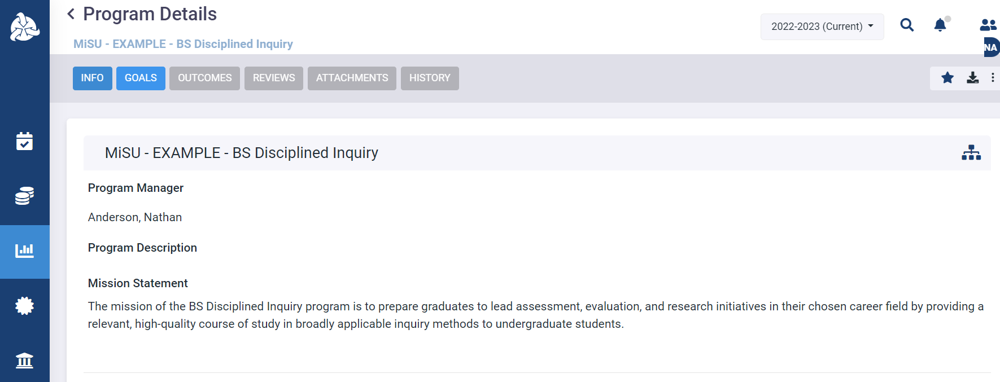 Program Details
2022-2023 (Current)
MiSU - EXAMPLE - BS Disciplined Inquiry
NA
INFO GOALS OUTCOMES REVIEWS ATTACHMENTS HISTORY
MiSU - EXAMPLE - BS Disciplined Inquiry
Program Manager
Anderson, Nathan
Program Description
Mission Statement
The mission of the BS Disciplined Inquiry program is to prepare graduates to lead assessment, evaluation, and research initiatives in their chosen career field by providing a
relevant, high-quality course of study in broadly applicable inquiry methods to undergraduate students.